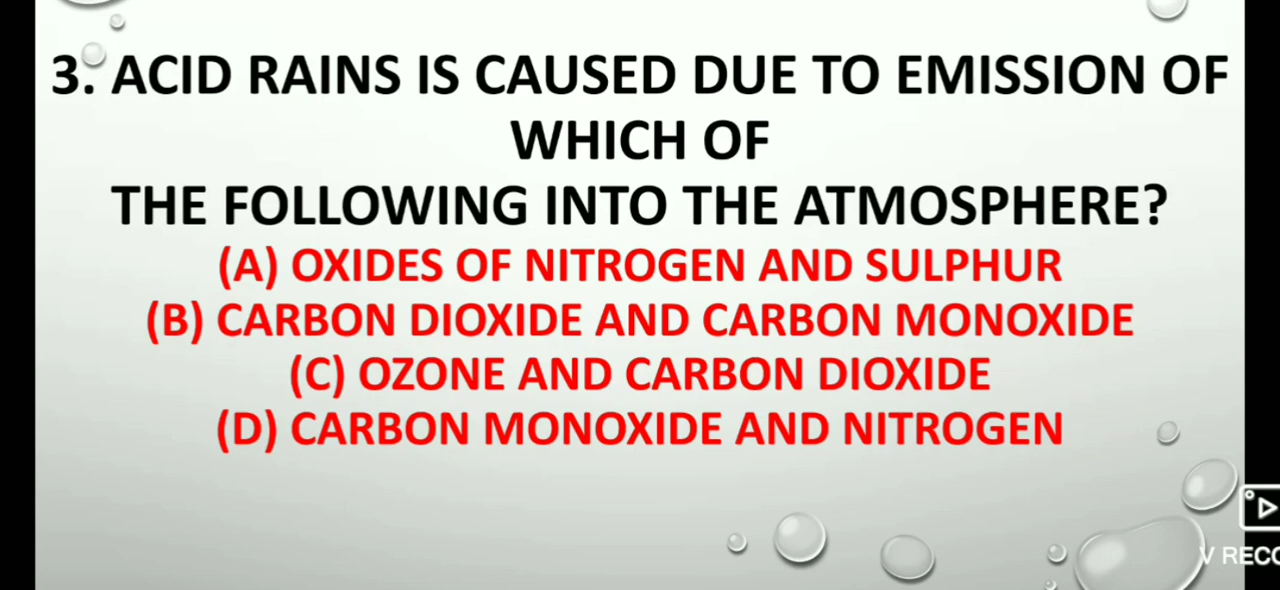 3. ACID RAINS IS CAUSED DUE TO EMISSION OF
WHICH OF
THE FOLLOWING INTO THE ATMOSPHERE?
(A) OXIDES OF NITROGEN AND SULPHUR
(B) CARBON DIOXIDE AND CARBON MONOXIDE
(C) OZONE AND CARBON DIOXIDE
(D) CARBON MONOXIDE AND NITROGEN
V RECO